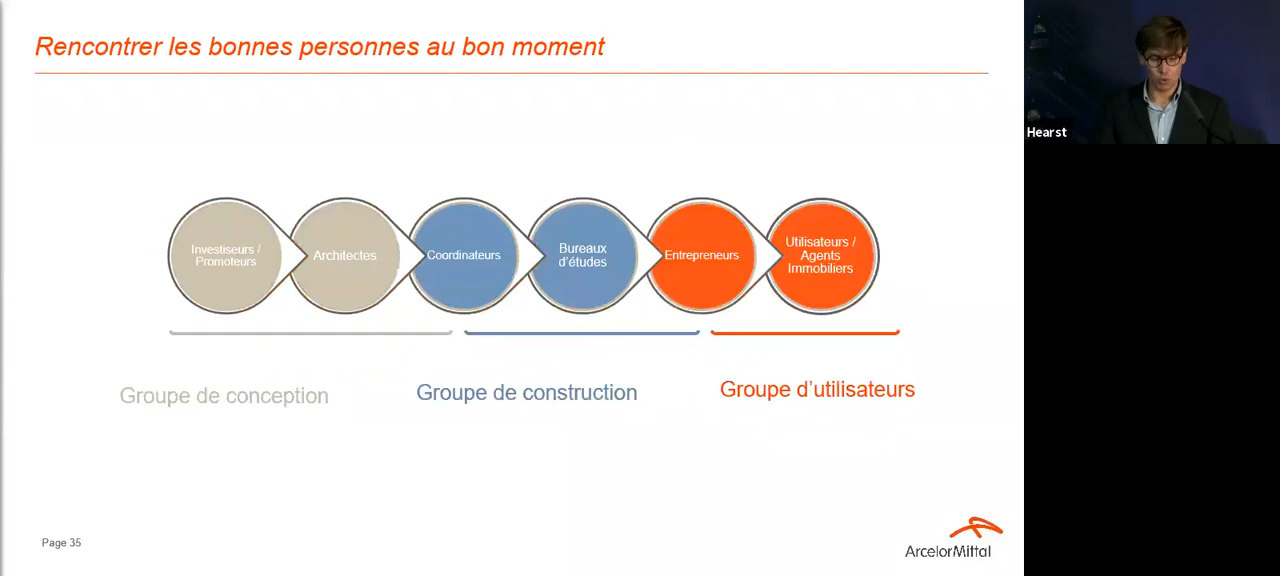 Rencontrer les bonnes personnes au bon moment
Hearst
Investiseurs /
Promoteurs
Architectes
Coordinateurs
Bureaux
d'études
Entrepreneurs
Utilisateurs /
Agents
Immobiliers
Groupe de conception
Groupe de construction
Groupe d'utilisateurs
Page 35
ArcelorMittal